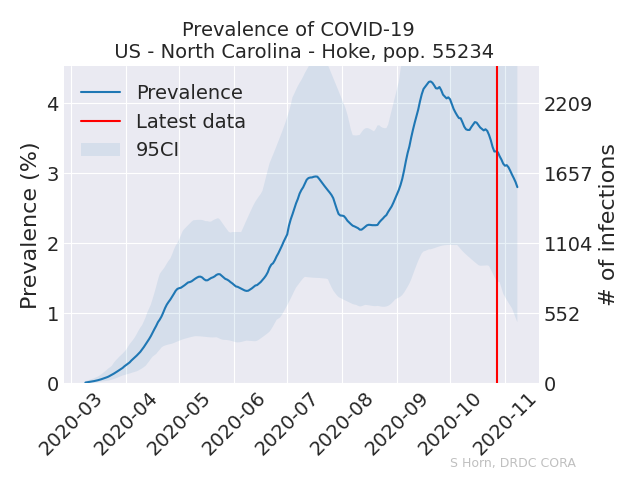 Prevalence of COVID-19
US - North Carolina - Hoke, pop. 55234
Prevalence
Latest data
95CI
Prevalence (%)
4
3
2
1
0
2209
1657
1104
552
0
# of infections
2020-03
2020-04
2020-05
2020-06
2020-07
2020-08
2020-09
2020-10
2020-11
S Horn, DRDC CORA